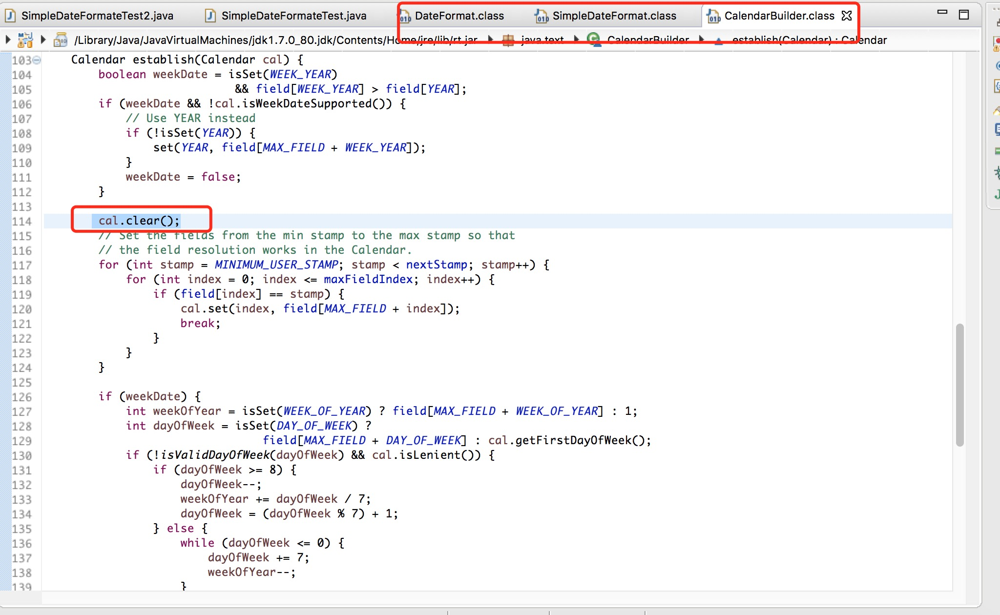 SimpleDateFormateTest2.java SimpleDateFormateTest.java DateFormat.class SimpleDateFormat.class CalendarBuilder.class
/Library/Java/JavaVirtualMachines/jdk1.7.0_80.jdk/Contents/Home/jre/lib/rt.jar java.text CalendarBuilder establish(Calendar) : Calendar
103 Calendar establish(Calendar cal) {
104 boolean weekDate = isSet(WEEK_YEAR)
105 && field[WEEK_YEAR] > field[YEAR];
106 if (weekDate && !cal.isWeekDateSupported()) {
107 // Use YEAR instead
108 if (!isSet(YEAR)) {
109 set(YEAR, field[MAX_FIELD + WEEK_YEAR]);
110 }
111 weekDate = false;
112 }
113
114 cal.clear();
115 // Set the fields from the min stamp to the max stamp so that
116 // the field resolution works in the Calendar.
117 for (int stamp = MINIMUM_USER_STAMP; stamp < nextStamp; stamp++) {
118 for (int index = 0; index <= maxFieldIndex; index++) {
119 if (field[index] == stamp) {
120 cal.set(index, field[MAX_FIELD + index]);
121 break;
122 }
123 }
124 }
125
126 if (weekDate) {
127 int weekOfYear = isSet(WEEK_OF_YEAR) ? field[MAX_FIELD + WEEK_OF_YEAR] : 1;
128 int dayOfWeek = isSet(DAY_OF_WEEK) ?
129 field[MAX_FIELD + DAY_OF_WEEK] : cal.getFirstDayOfWeek();
130 if (!isValidDayOfWeek(dayOfWeek) && cal.isLenient()) {
131 if (dayOfWeek >= 8) {
132 dayOfWeek--;
133 weekOfYear += dayOfWeek / 7;
134 dayOfWeek = (dayOfWeek % 7) + 1;
135 } else {
136 while (dayOfWeek <= 0) {
137 dayOfWeek += 7;
138 weekOfYear--;
139 }